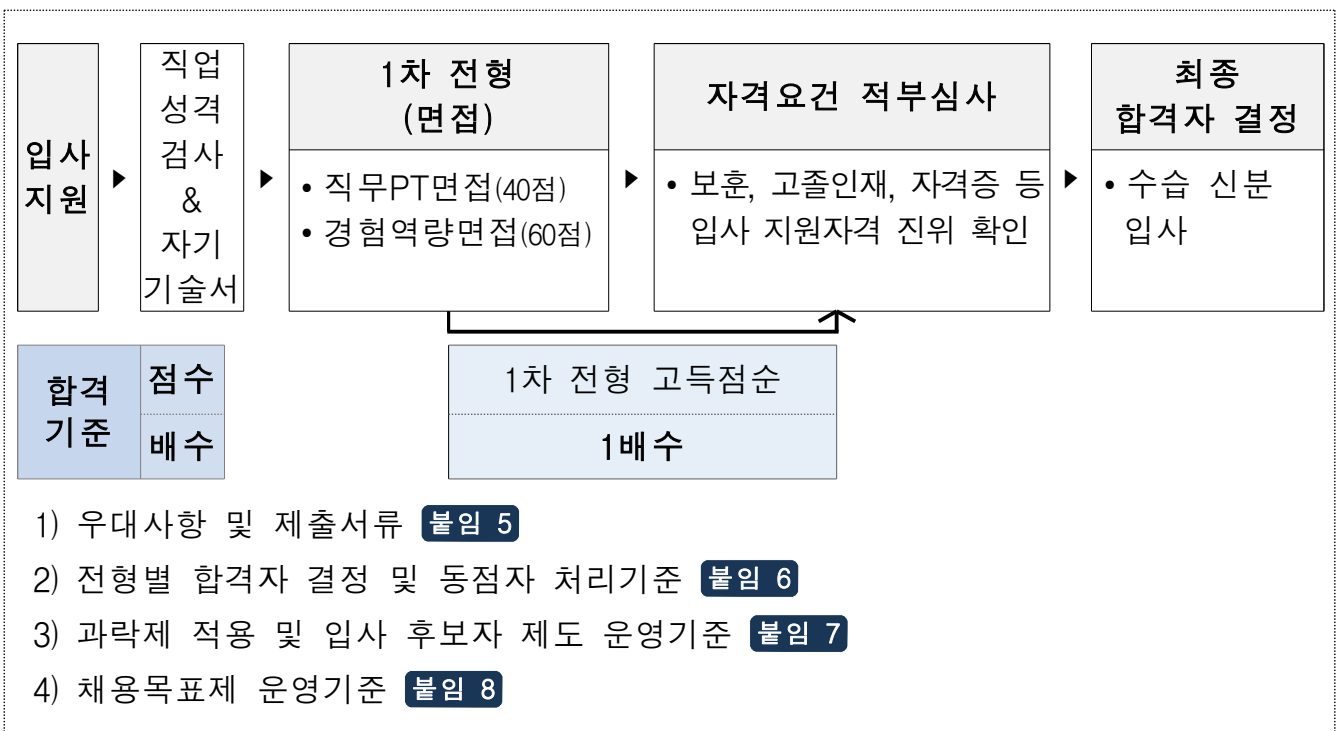 입사
지원
▶
직업
성격
검사
&
자기
기술서
▶
1차 전형
(면접)
• 직무PT면접(40점)
• 경험역량면접(60점)
▶
자격요건 적부심사
• 보훈, 고졸인재, 자격증 등
입사 지원자격 진위 확인
▶
최종
합격자 결정
• 수습 신분
입사
합격
기준
점수
배수
1차 전형 고득점순
1배수
1) 우대사항 및 제출서류 붙임 5
2) 전형별 합격자 결정 및 동점자 처리기준 붙임 6
3) 과락제 적용 및 입사 후보자 제도 운영기준 붙임 7
4) 채용목표제 운영기준 붙임 8